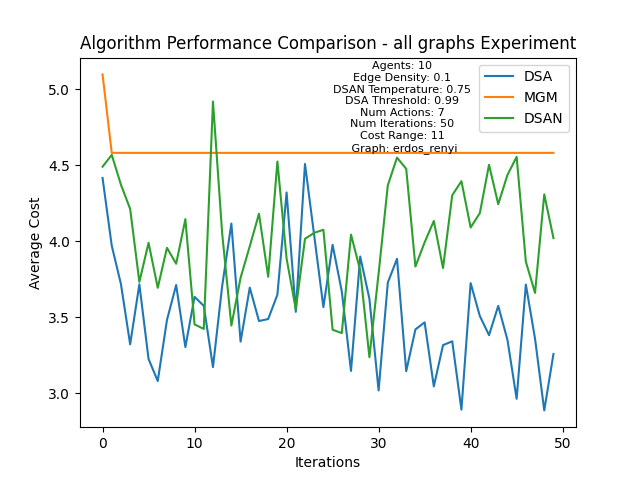 Algorithm Performance Comparison - all graphs Experiment
Agents: 10
Edge Density: 0.1
DSAN Temperature: 0.75
DSA Threshold: 0.99
Num Actions: 7
Num Iterations: 50
Cost Range: 11
Graph: erdos_renyi
DSA
MGM
DSAN
Average Cost
5.0
4.5
4.0
3.5
3.0
0 10 20 30 40 50
Iterations